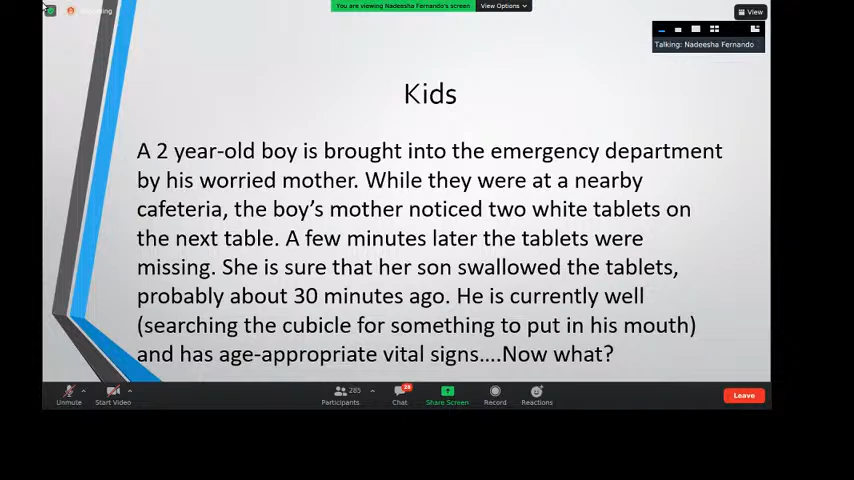 You are viewing Nadeesha Fernando's screen
View Options
View
Talking: Nadeesha Fernando
Kids
A 2 year-old boy is brought into the emergency department
by his worried mother. While they were at a nearby
cafeteria, the boy's mother noticed two white tablets on
the next table. A few minutes later the tablets were
missing. She is sure that her son swallowed the tablets,
probably about 30 minutes ago. He is currently well
(searching the cubicle for something to put in his mouth)
and has age-appropriate vital signs....Now what?
Unmute
Start Video
285
Participants
28
Chat
Share Screen
Record
Reactions
Leave